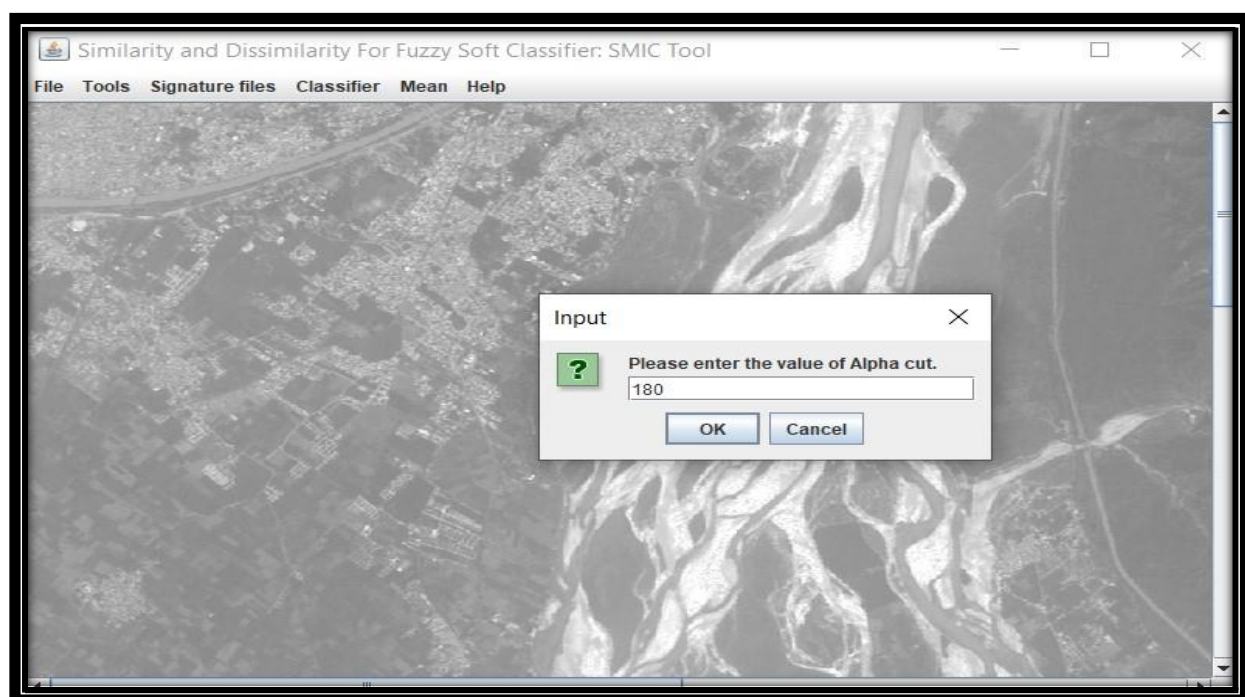 Similarity and Dissimilarity For Fuzzy Soft Classifier: SMIC Tool
File Tools Signature files Classifier Mean Help
Input
Please enter the value of Alpha cut.
180
OK Cancel